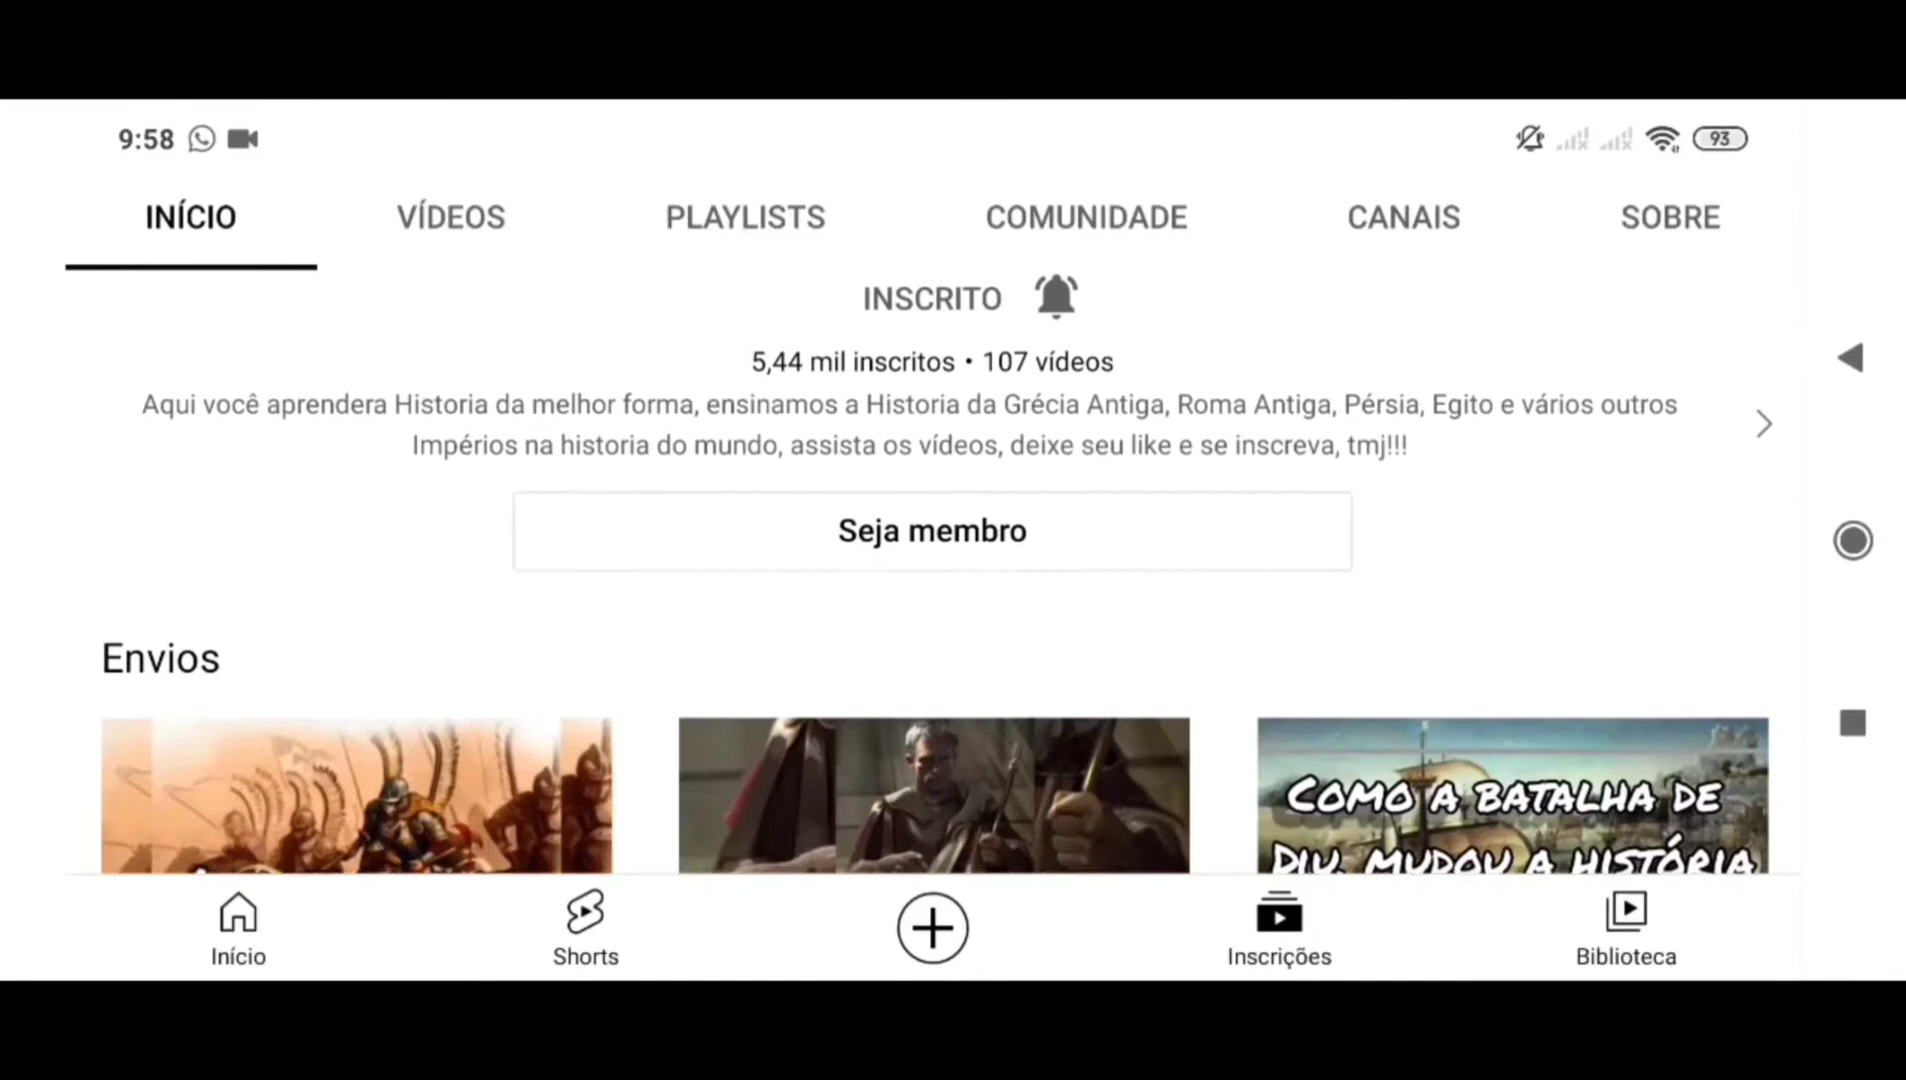 9:58
93
INÍCIO VÍDEOS PLAYLISTS COMUNIDADE CANAIS SOBRE
INSCRITO
5,44 mil inscritos • 107 vídeos
Aqui você aprendera Historia da melhor forma, ensinamos a Historia da Grécia Antiga, Roma Antiga, Pérsia, Egito e vários outros
Impérios na historia do mundo, assista os vídeos, deixe seu like e se inscreva, tmj!!!
Seja membro
Envios
COMO A BATALHA DE
DIU, MUDOU A HISTÓRIA
Início Shorts Inscrições Biblioteca